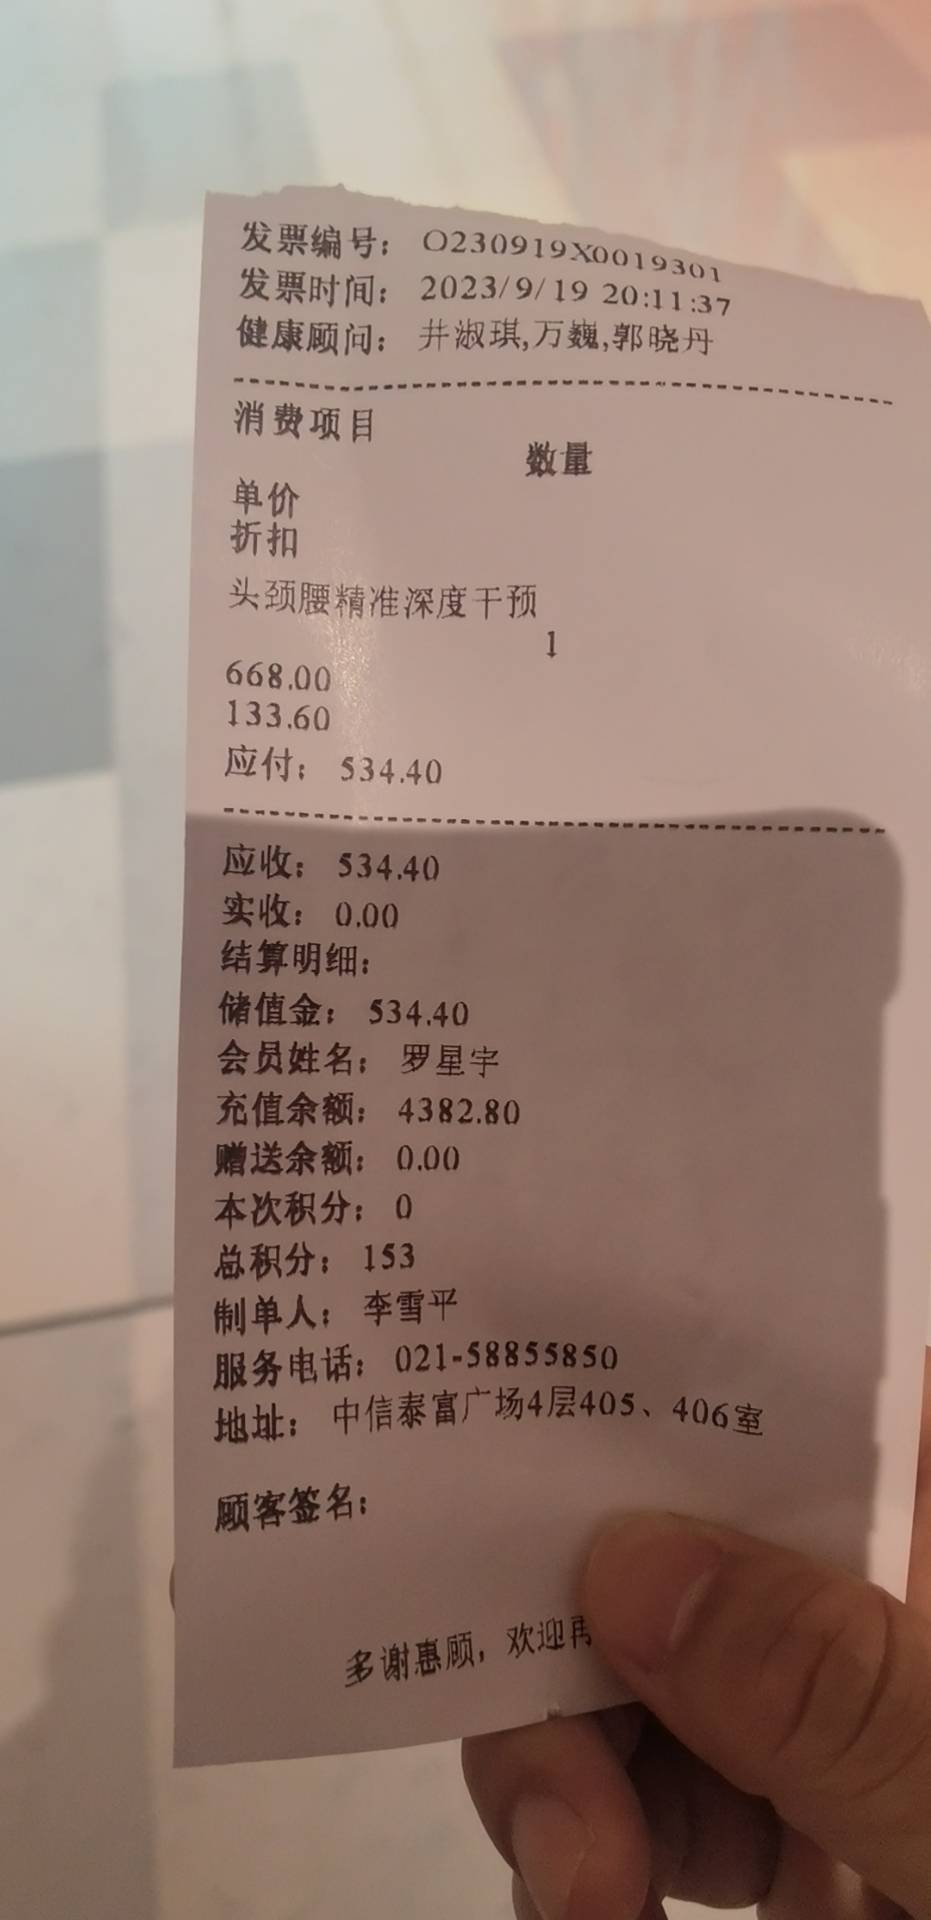 发票编号： O230919X0019301
发票时间： 2023/9/19 20:11:37
健康顾问： 井淑琪,万巍,郭晓丹
消费项目
数量
单价
折扣
头颈腰精准深度干预
1
668.00
133.60
应付： 534.40
应收： 534.40
实收： 0.00
结算明细：
储值金： 534.40
会员姓名： 罗星宇
充值余额： 4382.80
赠送余额： 0.00
本次积分： 0
总积分： 153
制单人： 李雪平
服务电话： 021-58855850
地址： 中信泰富广场4层405、406室
顾客签名：
多谢惠顾，欢迎再